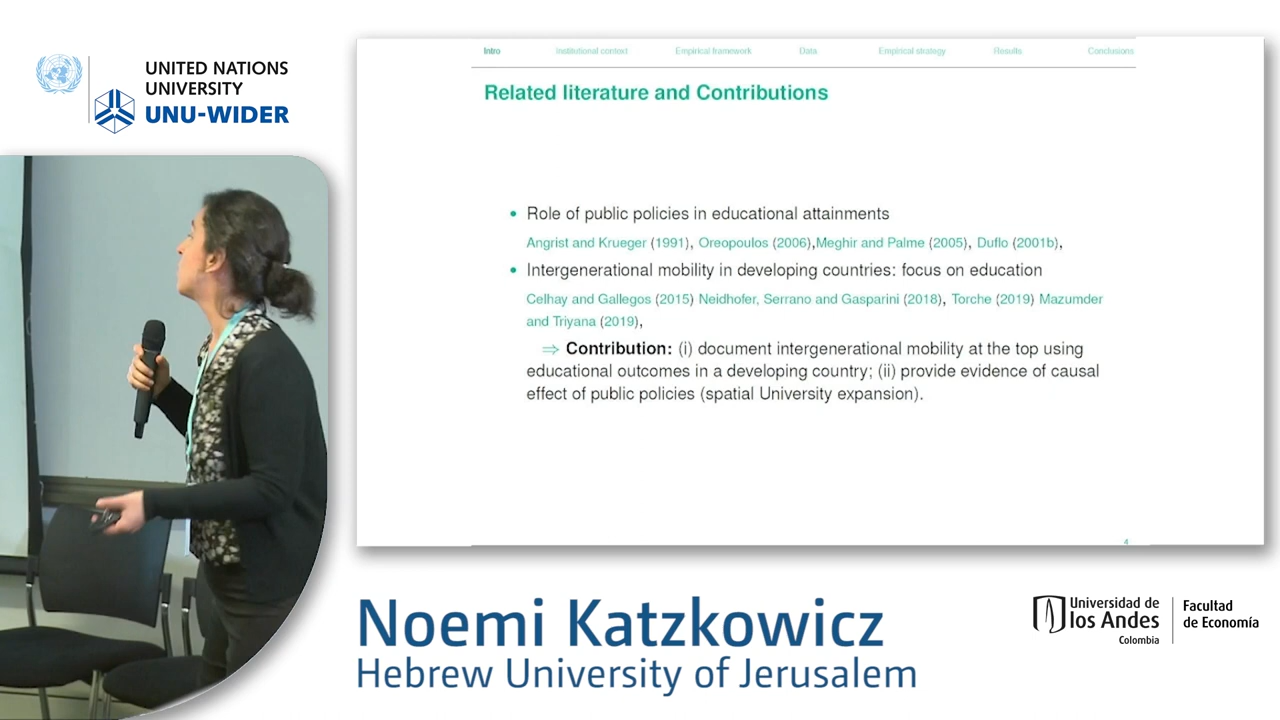 UNITED NATIONS
UNIVERSITY
UNU-WIDER
Intro Institutional context Empirical framework Data Empirical strategy Results Conclusions
Related literature and Contributions
• Role of public policies in educational attainments
Angrist and Krueger (1991), Oreopoulos (2006),Meghir and Palme (2005), Duflo (2001b),
• Intergenerational mobility in developing countries: focus on education
Celhay and Gallegos (2015) Neidhofer, Serrano and Gasparini (2018), Torche (2019) Mazumder
and Triyana (2019),
⇒ Contribution: (i) document intergenerational mobility at the top using
educational outcomes in a developing country; (ii) provide evidence of causal
effect of public policies (spatial University expansion).
4
Noemi Katzkowicz
Hebrew University of Jerusalem
Universidad de
los Andes
Colombia
Facultad
de Economía